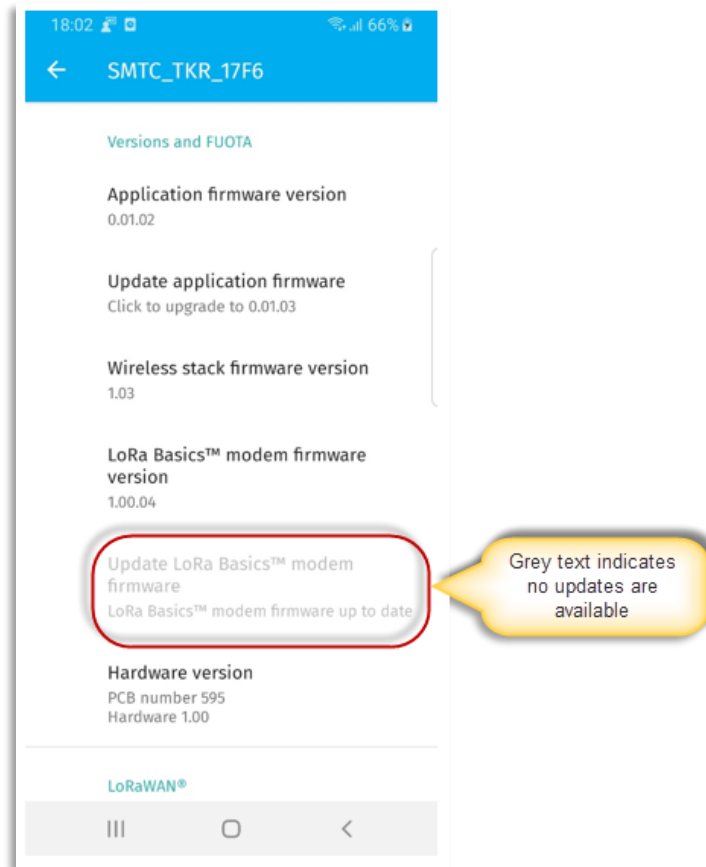 18:02 66%
SMTC_TKR_17F6
Versions and FUOTA
Application firmware version
0.01.02
Update application firmware
Click to upgrade to 0.01.03
Wireless stack firmware version
1.03
LoRa Basics™ modem firmware
version
1.00.04
Update LoRa Basics™ modem
firmware
LoRa Basics™ modem firmware up to date
Grey text indicates
no updates are
available
Hardware version
PCB number 595
Hardware 1.00
LoRaWAN®